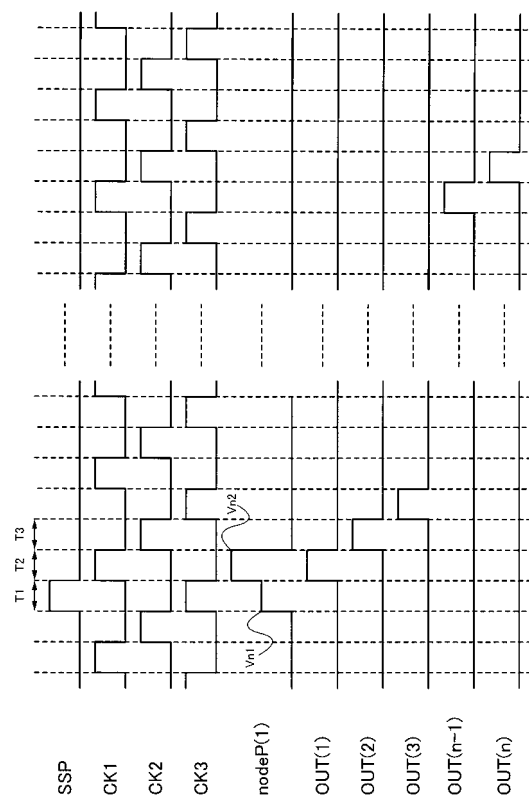 T1
T2
T3
SSP
CK1
CK2
CK3
nodeP(1)
Vn1
Vn2
OUT(1)
OUT(2)
OUT(3)
OUT(n-1)
OUT(n)